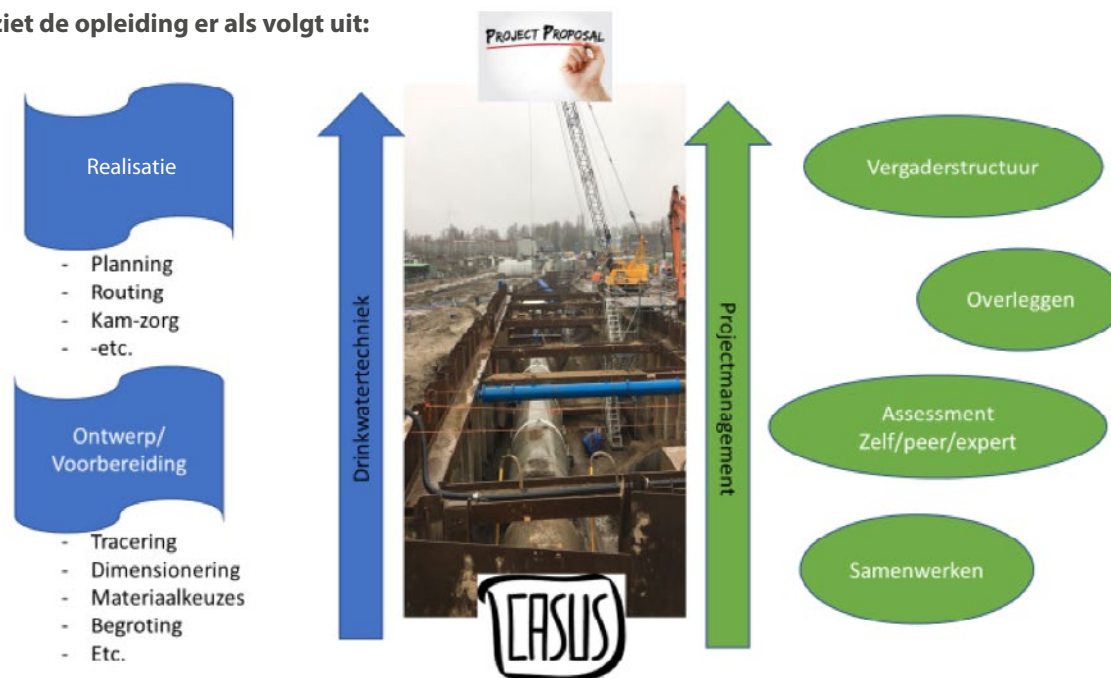 ziet de opleiding er als volgt uit:
PROJECT PROPOSAL
Realisatie
- Planning
- Routing
- Kam-zorg
- -etc.
Ontwerp/
Voorbereiding
- Tracering
- Dimensionering
- Materiaalkeuzes
- Begroting
- Etc.
Drinkwatertechniek
CASUS
Projectmanagement
Vergaderstructuur
Overleggen
Assessment
Zelf/peer/expert
Samenwerken